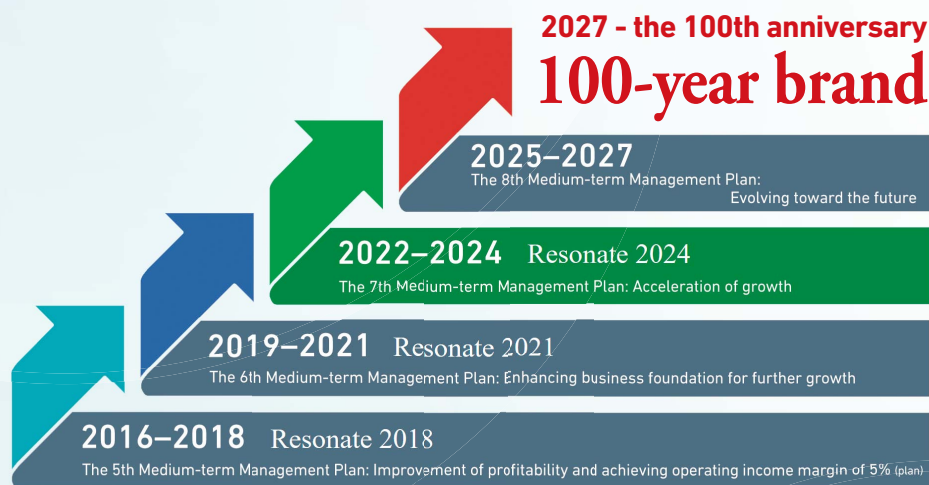 2027 - the 100th anniversary
100-year brand
2025–2027
The 8th Medium-term Management Plan:
Evolving toward the future
2022–2024 Resonate 2024
The 7th Medium-term Management Plan: Acceleration of growth
2019–2021 Resonate 2021
The 6th Medium-term Management Plan: Enhancing business foundation for further growth
2016–2018 Resonate 2018
The 5th Medium-term Management Plan: Improvement of profitability and achieving operating income margin of 5% (plan)